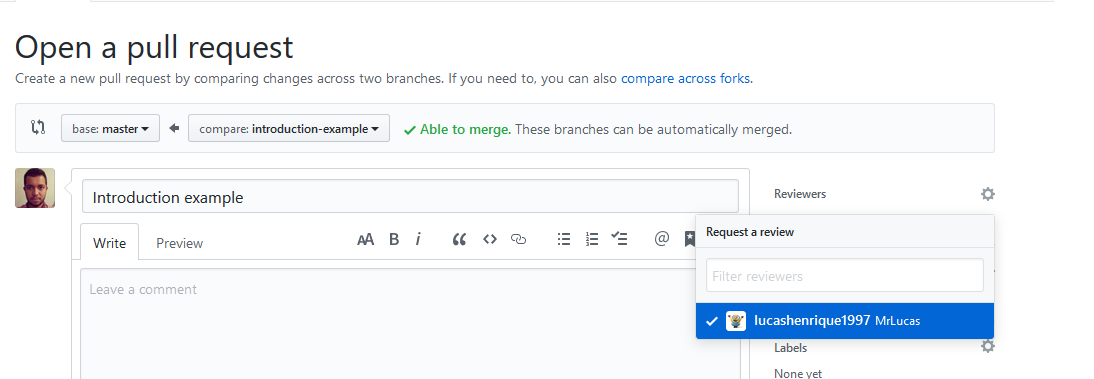 Open a pull request
Create a new pull request by comparing changes across two branches. If you need to, you can also compare across forks.
base: master
compare: introduction-example
Able to merge. These branches can be automatically merged.
Introduction example
Reviewers
Write
Preview
AA B i “ <> @
Request a review
Leave a comment
Filter reviewers
lucashenrique1997 MrLucas
Labels
None yet